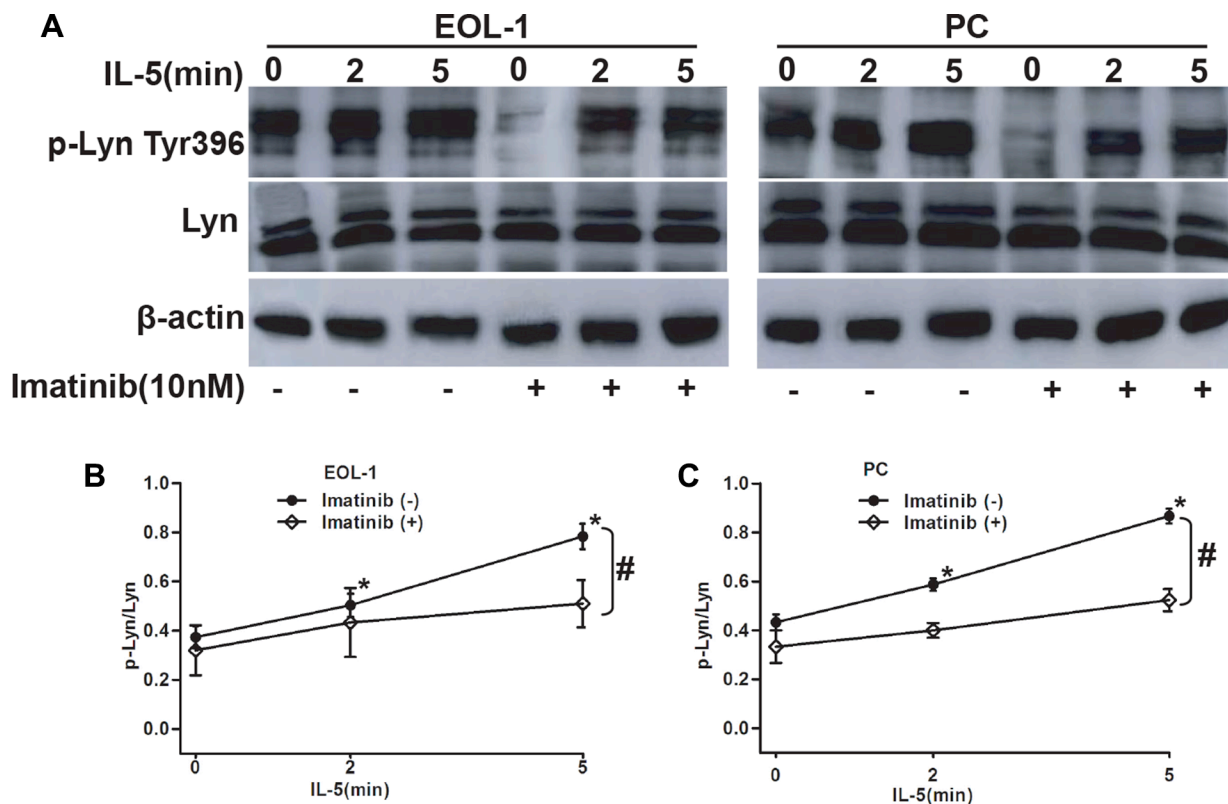 A
EOL-1
PC
IL-5(min) 0 2 5 0 2 5 0 2 5 0 2 5
p-Lyn Tyr396
Lyn
β-actin
Imatinib(10nM) - - - + + + - - - + + +
B
EOL-1
Imatinib (-)
Imatinib (+)
p-Lyn/Lyn
1.0
0.8
0.6
0.4
0.2
0.0
*
*
#
0 2 5
IL-5(min)
C
PC
Imatinib (-)
Imatinib (+)
p-Lyn/Lyn
1.0
0.8
0.6
0.4
0.2
0.0
*
*
#
0 2 5
IL-5(min)